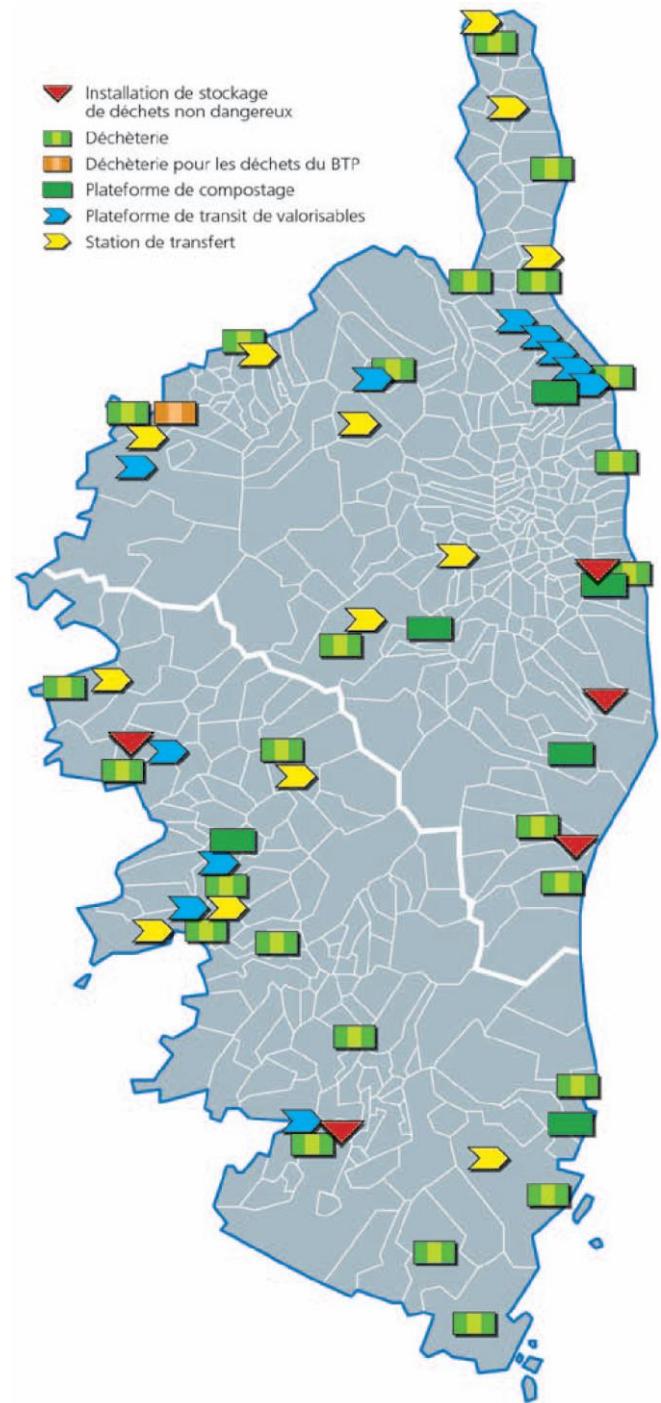 Installation de stockage
de déchets non dangereux
Déchèterie
Déchèterie pour les déchets du BTP
Plateforme de compostage
Plateforme de transit de valorisables
Station de transfert